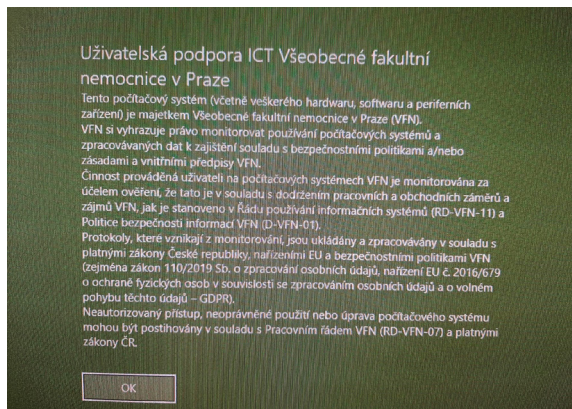 Uživatelská podpora ICT Všeobecné fakultní
nemocnice v Praze
Tento počítačový systém (včetně veškerého hardwaru, softwaru a periferních
zařízení) je majetkem Všeobecné fakultní nemocnice v Praze (VFN).
VFN si vyhrazuje právo monitorovat používání počítačových systémů a
zpracovávaných dat k zajištění souladu s bezpečnostními politikami a/nebo
zásadami a vnitřními předpisy VFN.
Činnost prováděná uživateli na počítačových systémech VFN je monitorována za
účelem ověření, že tato je v souladu s dodržením pracovních a obchodních záměrů a
zájmů VFN, jak je stanoveno v Řádu používání informačních systémů (RD-VFN-11) a
Politice bezpečnosti informací VFN (D-VFN-01).
Protokoly, které vznikají z monitorování, jsou ukládány a zpracovávány v souladu s
platnými zákony České republiky, nařízeními EU a bezpečnostními politikami VFN
(zejména zákon 110/2019 Sb. o zpracování osobních údajů, nařízení EU č. 2016/679
o ochraně fyzických osob v souvislosti se zpracováním osobních údajů a o volném
pohybu těchto údajů – GDPR).
Neautorizovaný přístup, neoprávněné použití nebo úprava počítačového systému
mohou být postihovány v souladu s Pracovním řádem VFN (RD-VFN-07) a platnými
zákony ČR.
OK